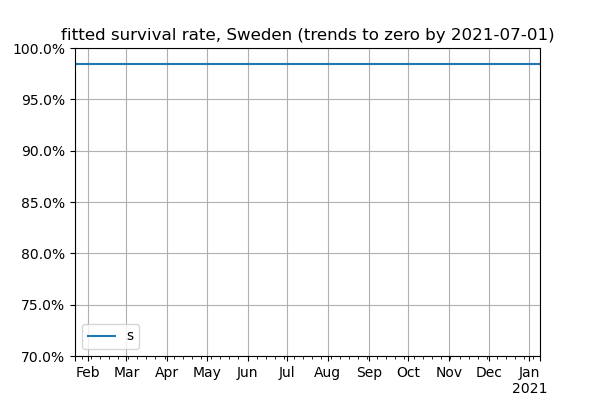 fitted survival rate, Sweden (trends to zero by 2021-07-01)
100.0%
95.0%
90.0%
85.0%
80.0%
75.0%
70.0%
s
Feb Mar Apr May Jun Jul Aug Sep Oct Nov Dec Jan
2021